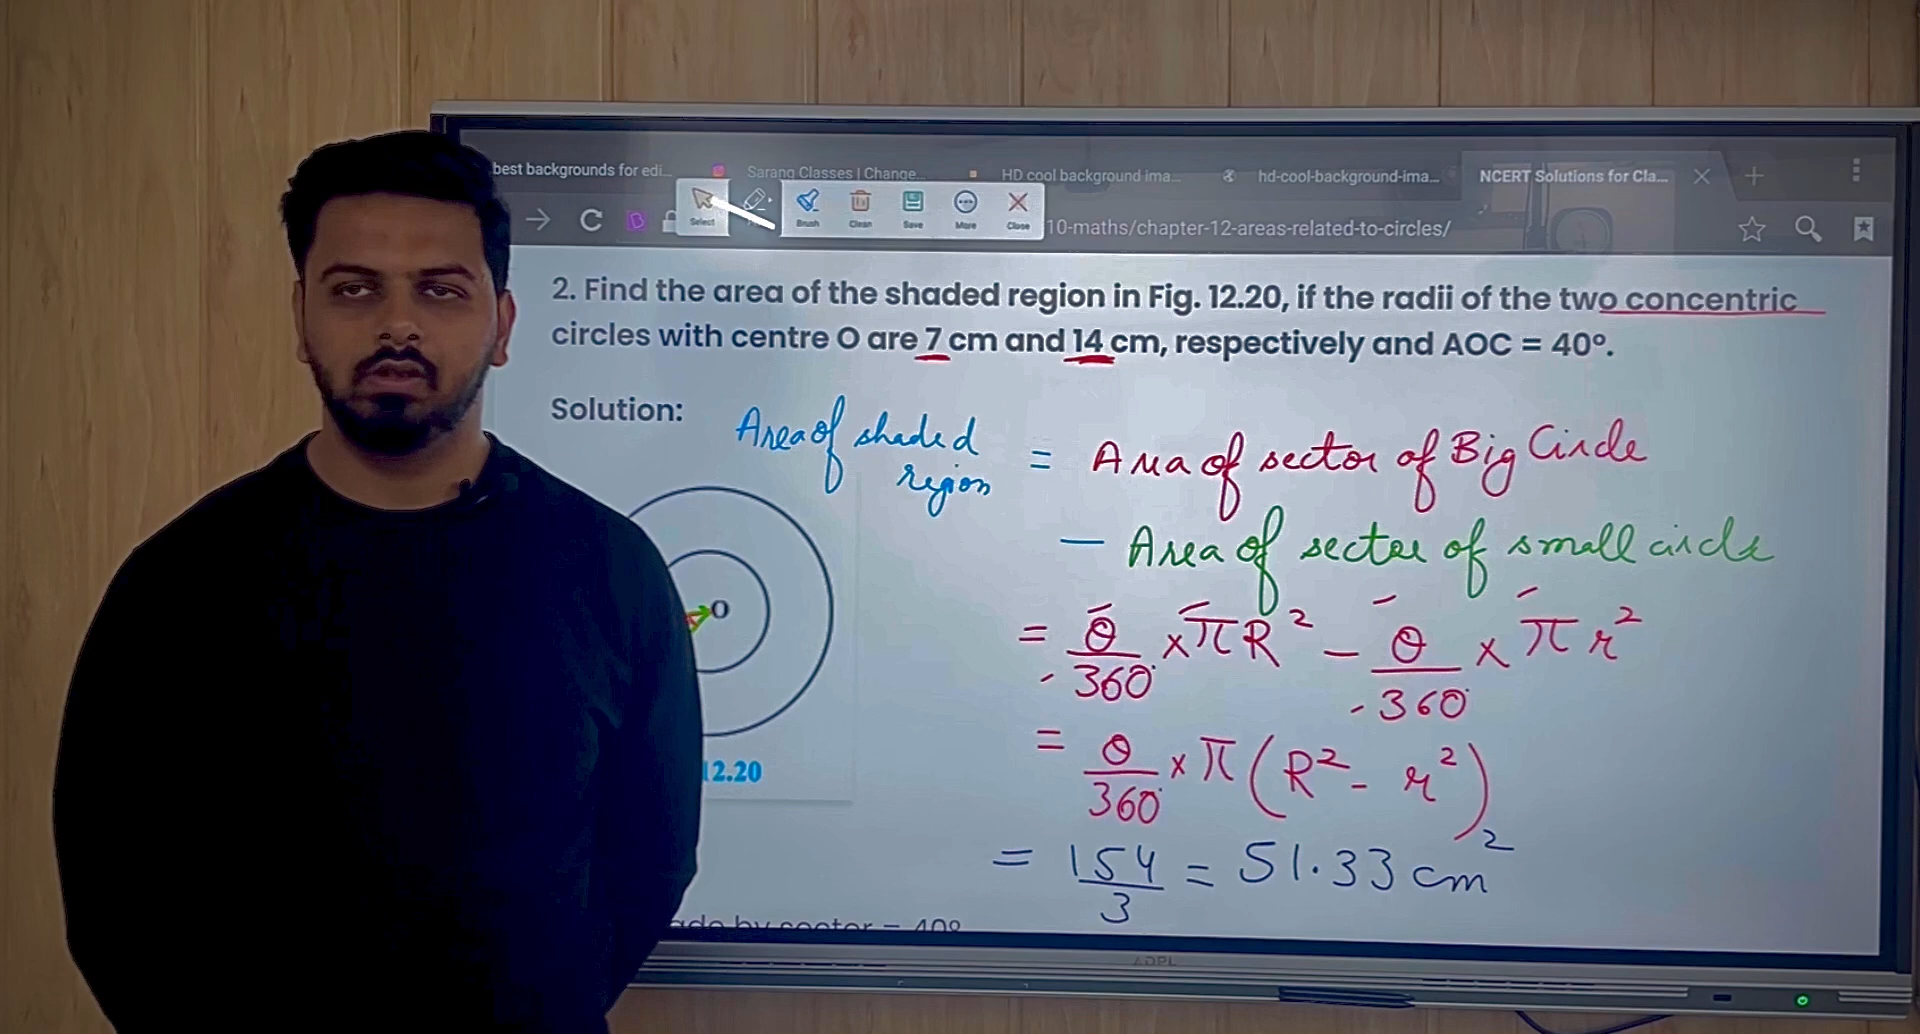 best backgrounds for edi...
Sarang Classes | Change...
HD cool background ima...
hd-cool-background-ima...
NCERT Solutions for Cla...
Select
Brush
Clean
Save
More
Close
10-maths/chapter-12-areas-related-to-circles/
2. Find the area of the shaded region in Fig. 12.20, if the radii of the two concentric
circles with centre O are 7 cm and 14 cm, respectively and AOC = 40°.
Solution:
Area of shaded
region
= Area of sector of Big Circle
− Area of sector of small circle
O
= θ/360 × πR² − θ/360 × πr²
12.20
= θ/360 × π(R² − r²)
= 154/3 = 51.33 cm²
by sector = 40°